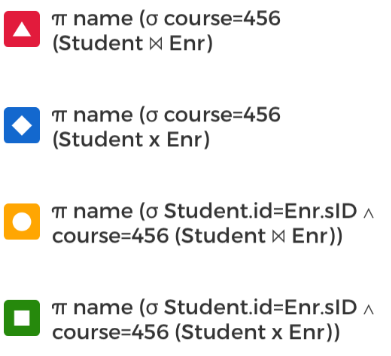 π name (σ course=456
(Student ⋈ Enr)
π name (σ course=456
(Student x Enr)
π name (σ Student.id=Enr.sID ∧
course=456 (Student ⋈ Enr))
π name (σ Student.id=Enr.sID ∧
course=456 (Student x Enr))